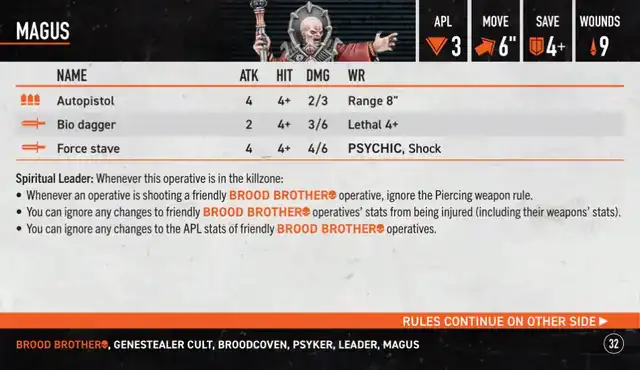 MAGUS
APL MOVE SAVE WOUNDS
3 6" 4+ 9
NAME ATK HIT DMG WR
Autopistol 4 4+ 2/3 Range 8"
Bio dagger 2 4+ 3/6 Lethal 4+
Force stave 4 4+ 4/6 PSYCHIC, Shock
Spiritual Leader: Whenever this operative is in the killzone:
• Whenever an operative is shooting a friendly BROOD BROTHER operative, ignore the Piercing weapon rule.
• You can ignore any changes to friendly BROOD BROTHER operatives' stats from being injured (including their weapons' stats).
• You can ignore any changes to the APL stats of friendly BROOD BROTHER operatives.
RULES CONTINUE ON OTHER SIDE ►
BROOD BROTHER, GENESTEALER CULT, BROODCOVEN, PSYKER, LEADER, MAGUS
32